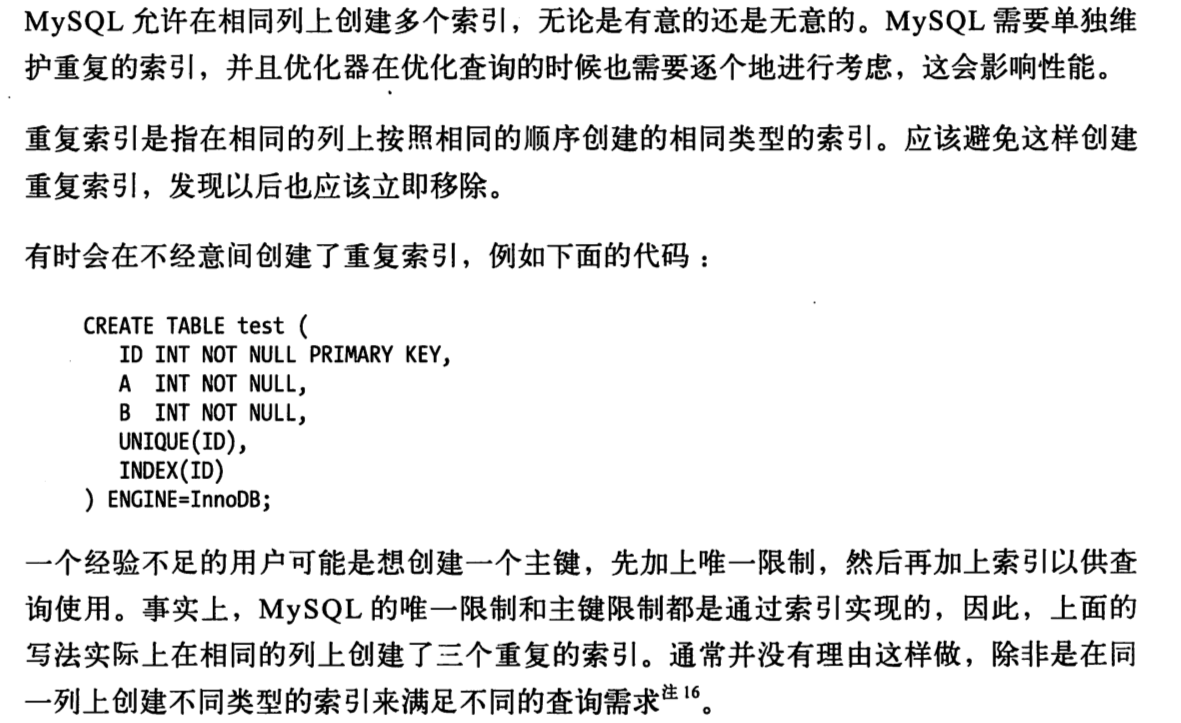 MySQL 允许在相同列上创建多个索引，无论是有意的还是无意的。MySQL 需要单独维
护重复的索引，并且优化器在优化查询的时候也需要逐个地进行考虑，这会影响性能。
重复索引是指在相同的列上按照相同的顺序创建的相同类型的索引。应该避免这样创建
重复索引，发现以后也应该立即移除。
有时会在不经意间创建了重复索引，例如下面的代码：
CREATE TABLE test (
ID INT NOT NULL PRIMARY KEY,
A INT NOT NULL,
B INT NOT NULL,
UNIQUE(ID),
INDEX(ID)
) ENGINE=InnoDB;
一个经验不足的用户可能是想创建一个主键，先加上唯一限制，然后再加上索引以供查
询使用。事实上，MySQL 的唯一限制和主键限制都是通过索引实现的，因此，上面的
写法实际上在相同的列上创建了三个重复的索引。通常并没有理由这样做，除非是在同
一列上创建不同类型的索引来满足不同的查询需求注 16。